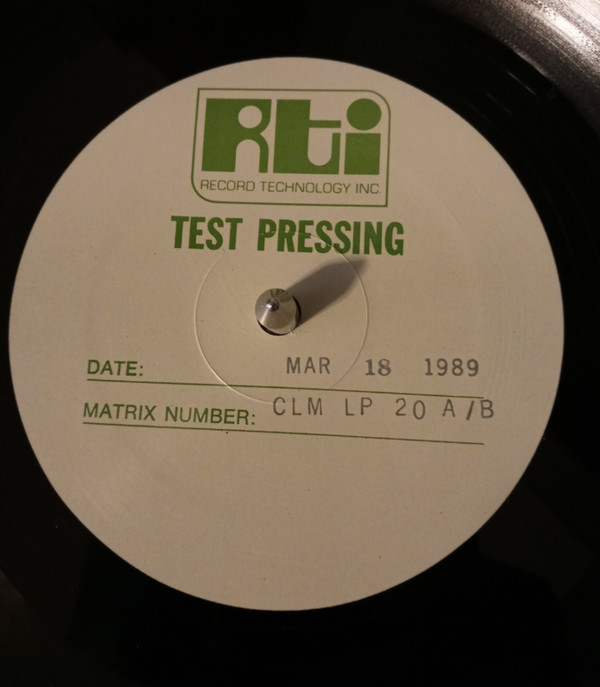 Rti
RECORD TECHNOLOGY INC.
TEST PRESSING
DATE: MAR 18 1989
MATRIX NUMBER: CLM LP 20 A/B